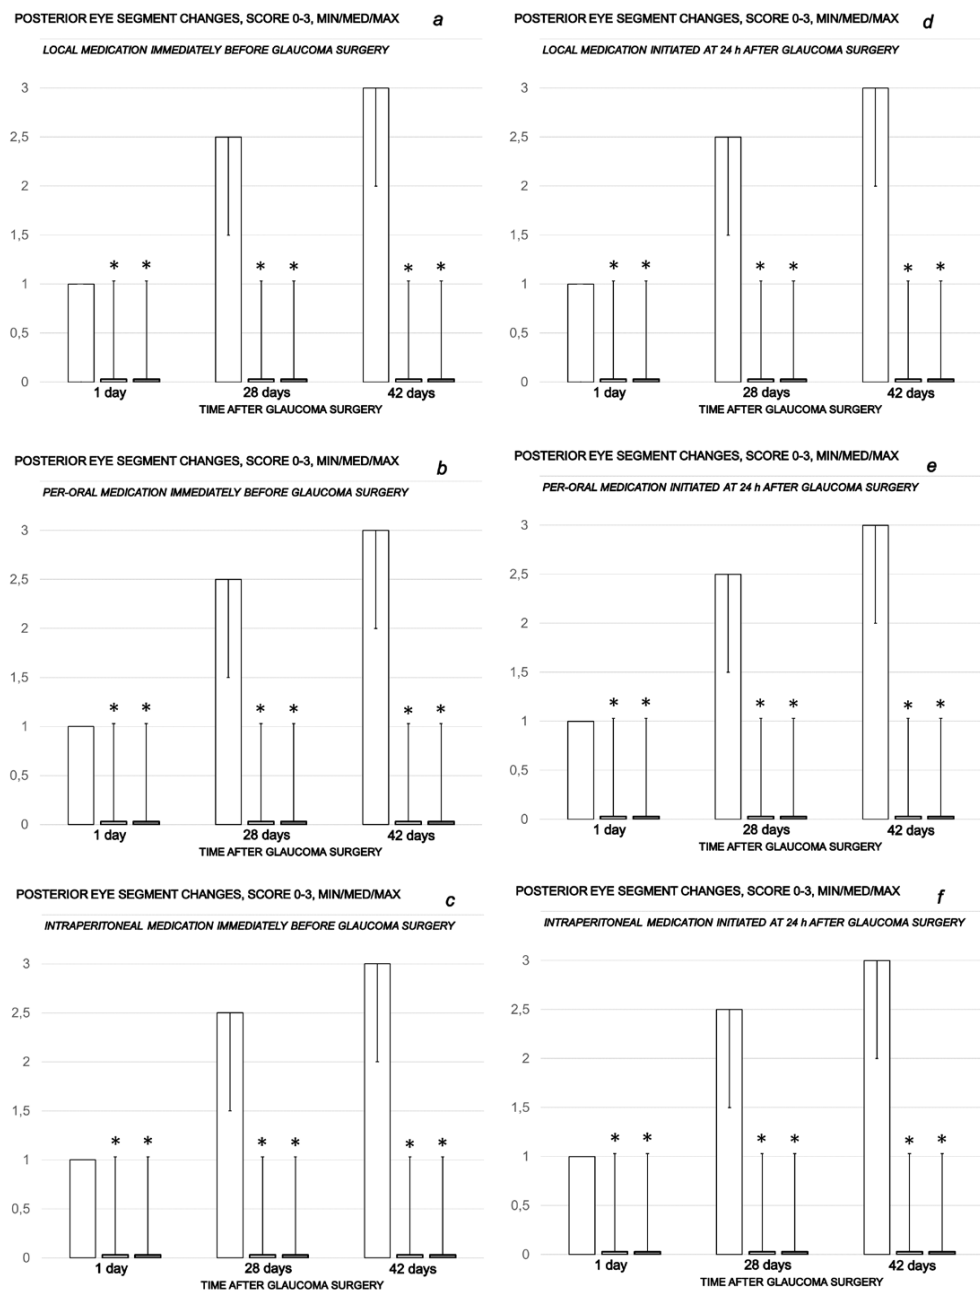 POSTERIOR EYE SEGMENT CHANGES, SCORE 0-3, MIN/MED/MAX
a
LOCAL MEDICATION IMMEDIATELY BEFORE GLAUCOMA SURGERY
3
2,5
2
1,5
* * * * * *
1
0,5
0
1 day 28 days 42 days
TIME AFTER GLAUCOMA SURGERY
POSTERIOR EYE SEGMENT CHANGES, SCORE 0-3, MIN/MED/MAX
b
PER-ORAL MEDICATION IMMEDIATELY BEFORE GLAUCOMA SURGERY
3
2,5
2
1,5
* * * * * *
1
0,5
0
1 day 28 days 42 days
TIME AFTER GLAUCOMA SURGERY
POSTERIOR EYE SEGMENT CHANGES, SCORE 0-3, MIN/MED/MAX
c
INTRAPERITONEAL MEDICATION IMMEDIATELY BEFORE GLAUCOMA SURGERY
3
2,5
2
1,5
* * * * * *
1
0,5
0
1 day 28 days 42 days
TIME AFTER GLAUCOMA SURGERY
POSTERIOR EYE SEGMENT CHANGES, SCORE 0-3, MIN/MED/MAX
d
LOCAL MEDICATION INITIATED AT 24 h AFTER GLAUCOMA SURGERY
3
2,5
2
1,5
* * * * * *
1
0,5
0
1 day 28 days 42 days
TIME AFTER GLAUCOMA SURGERY
POSTERIOR EYE SEGMENT CHANGES, SCORE 0-3, MIN/MED/MAX
e
PER-ORAL MEDICATION INITIATED AT 24 h AFTER GLAUCOMA SURGERY
3
2,5
2
1,5
* * * * * *
1
0,5
0
1 day 28 days 42 days
TIME AFTER GLAUCOMA SURGERY
POSTERIOR EYE SEGMENT CHANGES, SCORE 0-3, MIN/MED/MAX
f
INTRAPERITONEAL MEDICATION INITIATED AT 24 h AFTER GLAUCOMA SURGERY
3
2,5
2
1,5
* * * * * *
1
0,5
0
1 day 28 days 42 days
TIME AFTER GLAUCOMA SURGERY